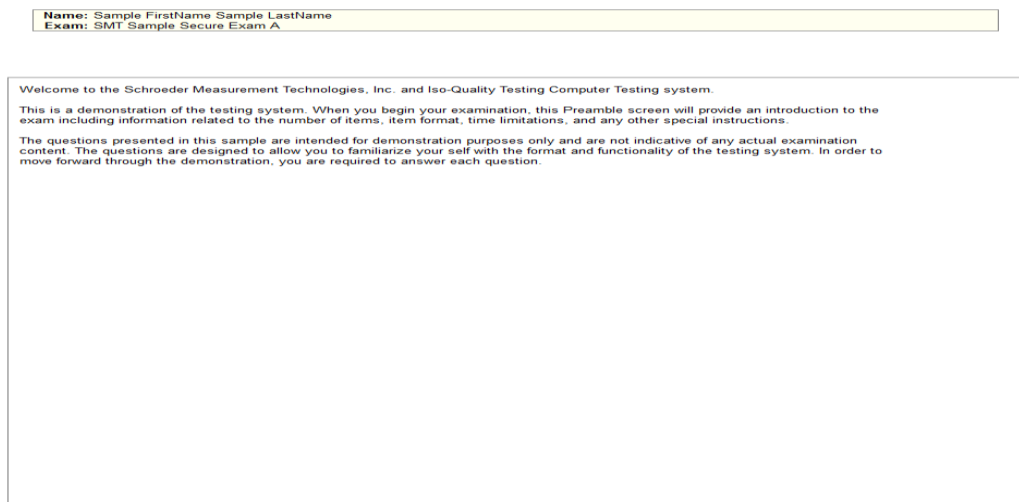 Name: Sample FirstName Sample LastName
Exam: SMT Sample Secure Exam A
Welcome to the Schroeder Measurement Technologies, Inc. and Iso-Quality Testing Computer Testing system.
This is a demonstration of the testing system. When you begin your examination, this Preamble screen will provide an introduction to the
exam including information related to the number of items, item format, time limitations, and any other special instructions.
The questions presented in this sample are intended for demonstration purposes only and are not indicative of any actual examination
content. The questions are designed to allow you to familiarize your self with the format and functionality of the testing system. In order to
move forward through the demonstration, you are required to answer each question.